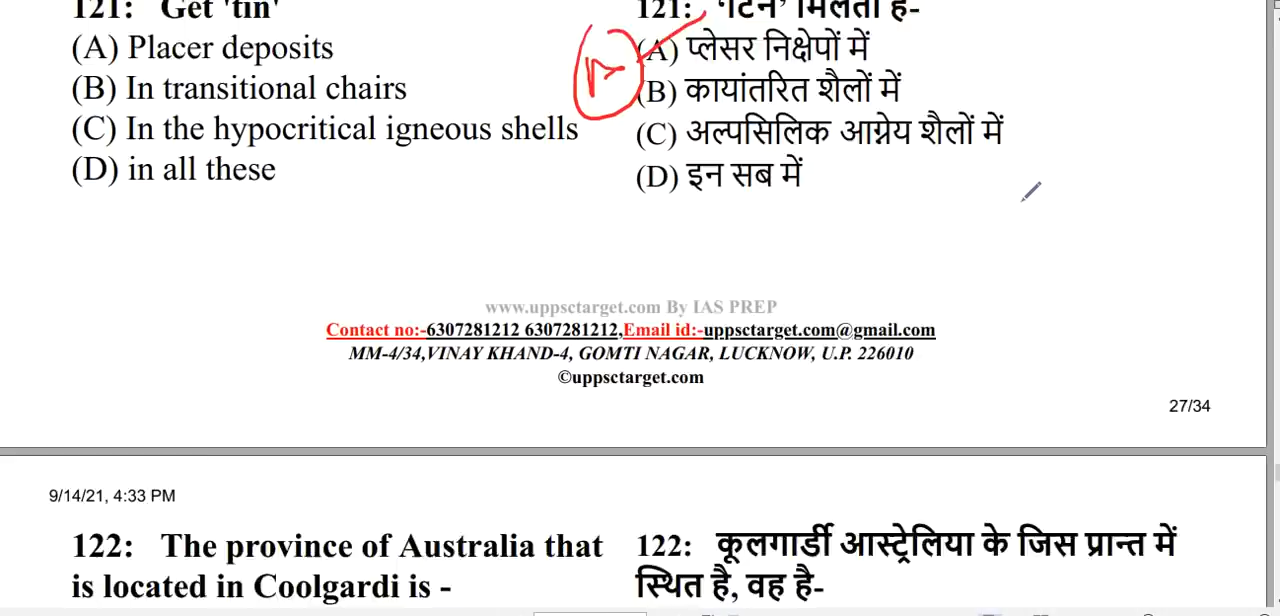 121: Get 'tin'
(A) Placer deposits
(B) In transitional chairs
(C) In the hypocritical igneous shells
(D) in all these
121: 'टिन' मिलता है-
(A) प्लेसर निक्षेपों में
(B) कायांतरित शैलों में
(C) अल्पसिलिक आग्नेय शैलों में
(D) इन सब में
www.uppsctarget.com By IAS PREP
Contact no:-6307281212 6307281212,Email id:-uppsctarget.com@gmail.com
MM-4/34,VINAY KHAND-4, GOMTI NAGAR, LUCKNOW, U.P. 226010
©uppsctarget.com
27/34
9/14/21, 4:33 PM
122: The province of Australia that
is located in Coolgardi is -
122: कूलगार्डी आस्ट्रेलिया के जिस प्रान्त में
स्थित है, वह है-